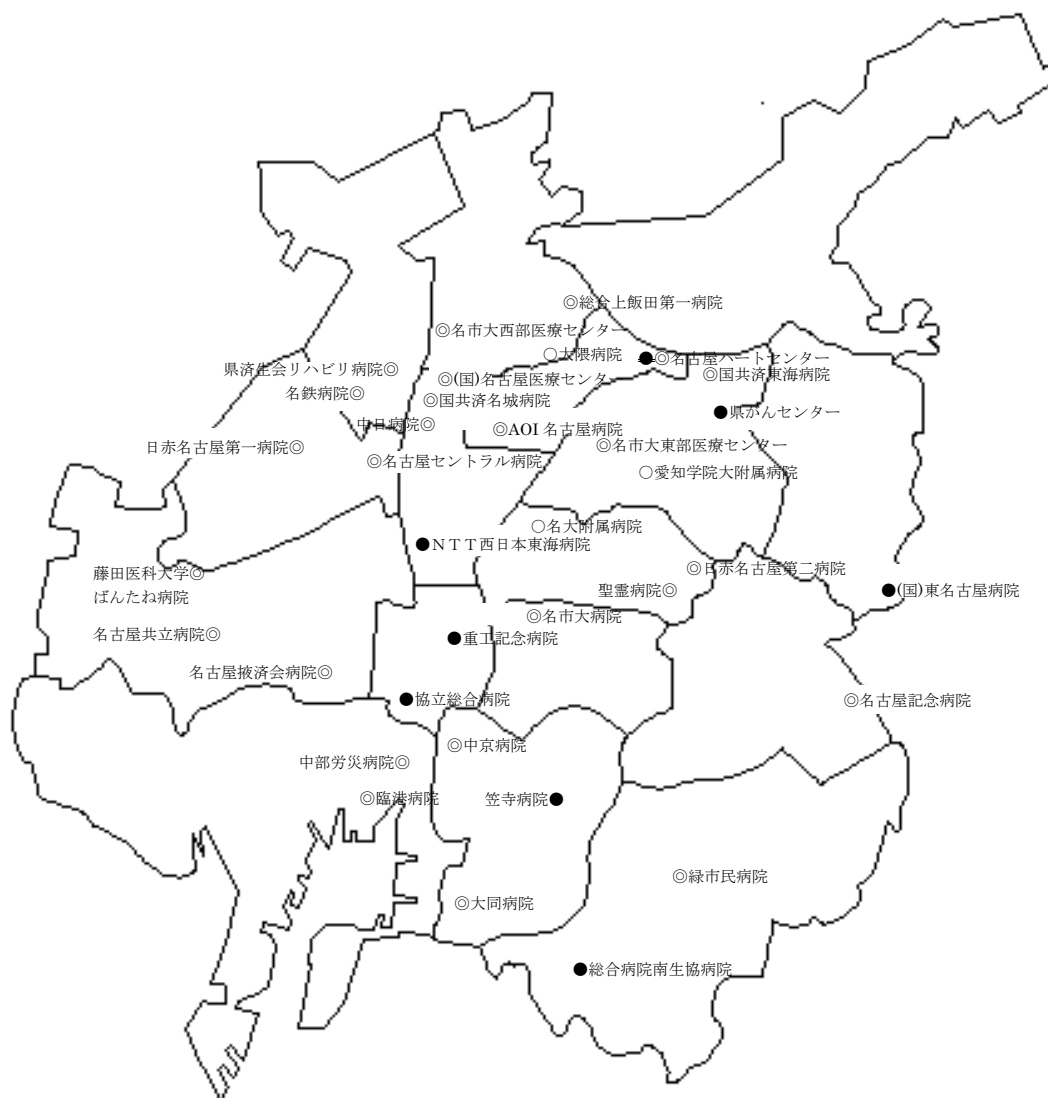 ◎総合上飯田第一病院
◎名市大西部医療センター
○大隈病院
●◎名古屋ハートセンター
県済生会リハビリ病院◎
◎(国)名古屋医療センター
◎国共済東海病院
名鉄病院◎
◎国共済名城病院
●県がんセンター
中日病院◎
◎AOI 名古屋病院
日赤名古屋第一病院◎
◎名市大東部医療センター
◎名古屋セントラル病院
○愛知学院大附属病院
○名大附属病院
●ＮＴＴ西日本東海病院
藤田医科大学◎
ばんたね病院
◎日赤名古屋第二病院
聖霊病院◎
●(国)東名古屋病院
◎名市大病院
名古屋共立病院◎
●重工記念病院
名古屋掖済会病院◎
●協立総合病院
◎名古屋記念病院
◎中京病院
中部労災病院◎
◎臨港病院
笠寺病院●
◎緑市民病院
◎大同病院
●総合病院南生協病院